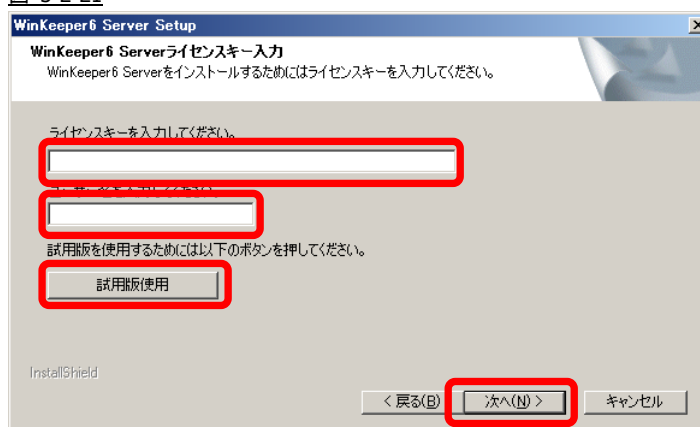 WinKeeper6 Server Setup
WinKeeper6 Serverライセンスキー入力
WinKeeper6 Serverをインストールするためにはライセンスキーを入力してください。
ライセンスキーを入力してください。
試用版を使用するためには以下のボタンを押してください。
試用版使用
InstallShield
< 戻る(B)
次へ(N) >
キャンセル